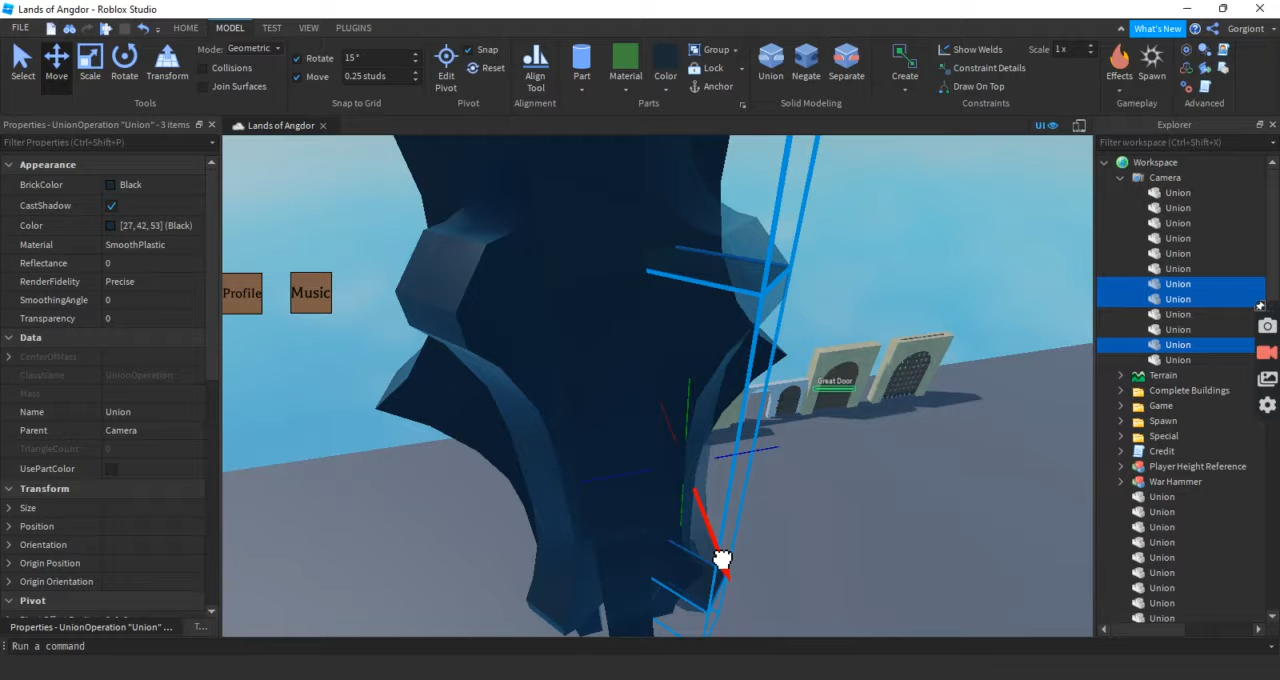 Lands of Angdor - Roblox Studio
FILE HOME MODEL TEST VIEW PLUGINS What's New Gorgiont
Select Move Scale Rotate Transform
Mode: Geometric
Collisions
Join Surfaces
Tools
Rotate 15°
Move 0.25 studs
Snap to Grid
Edit Pivot
Snap
Reset
Pivot
Align Tool
Alignment
Part Material Color
Group
Lock
Anchor
Parts
Union Negate Separate
Solid Modeling
Create
Show Welds Scale 1x
Constraint Details
Draw On Top
Constraints
Effects Spawn
Gameplay
Advanced
Properties - UnionOperation "Union" - 3 items
Filter Properties (Ctrl+Shift+P)
Appearance
BrickColor Black
CastShadow
Color [27, 42, 53] (Black)
Material SmoothPlastic
Reflectance 0
RenderFidelity Precise
SmoothingAngle 0
Transparency 0
Data
CenterOfMass
ClassName UnionOperation
Mass
Name Union
Parent Camera
TriangleCount 0
UsePartColor
Transform
Size
Position
Orientation
Origin Position
Origin Orientation
Pivot
Properties - UnionOperation "Union" ... T...
Run a command
Lands of Angdor
UI
Profile
Music
Great Door
Explorer
Filter workspace (Ctrl+Shift+X)
Workspace
Camera
Union
Union
Union
Union
Union
Union
Union
Union
Union
Union
Union
Union
Terrain
Complete Buildings
Game
Spawn
Special
Credit
Player Height Reference
War Hammer
Union
Union
Union
Union
Union
Union
Union
Union
Union